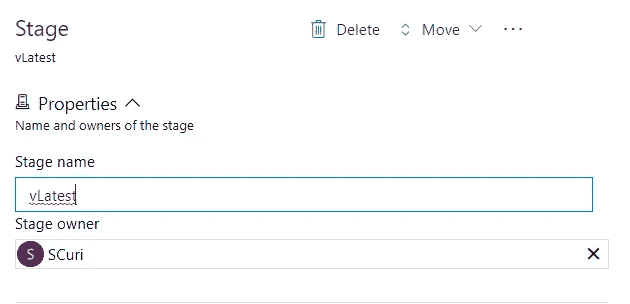 Stage
Delete
Move
vLatest
Properties
Name and owners of the stage
Stage name
vLatest
Stage owner
S SCuri